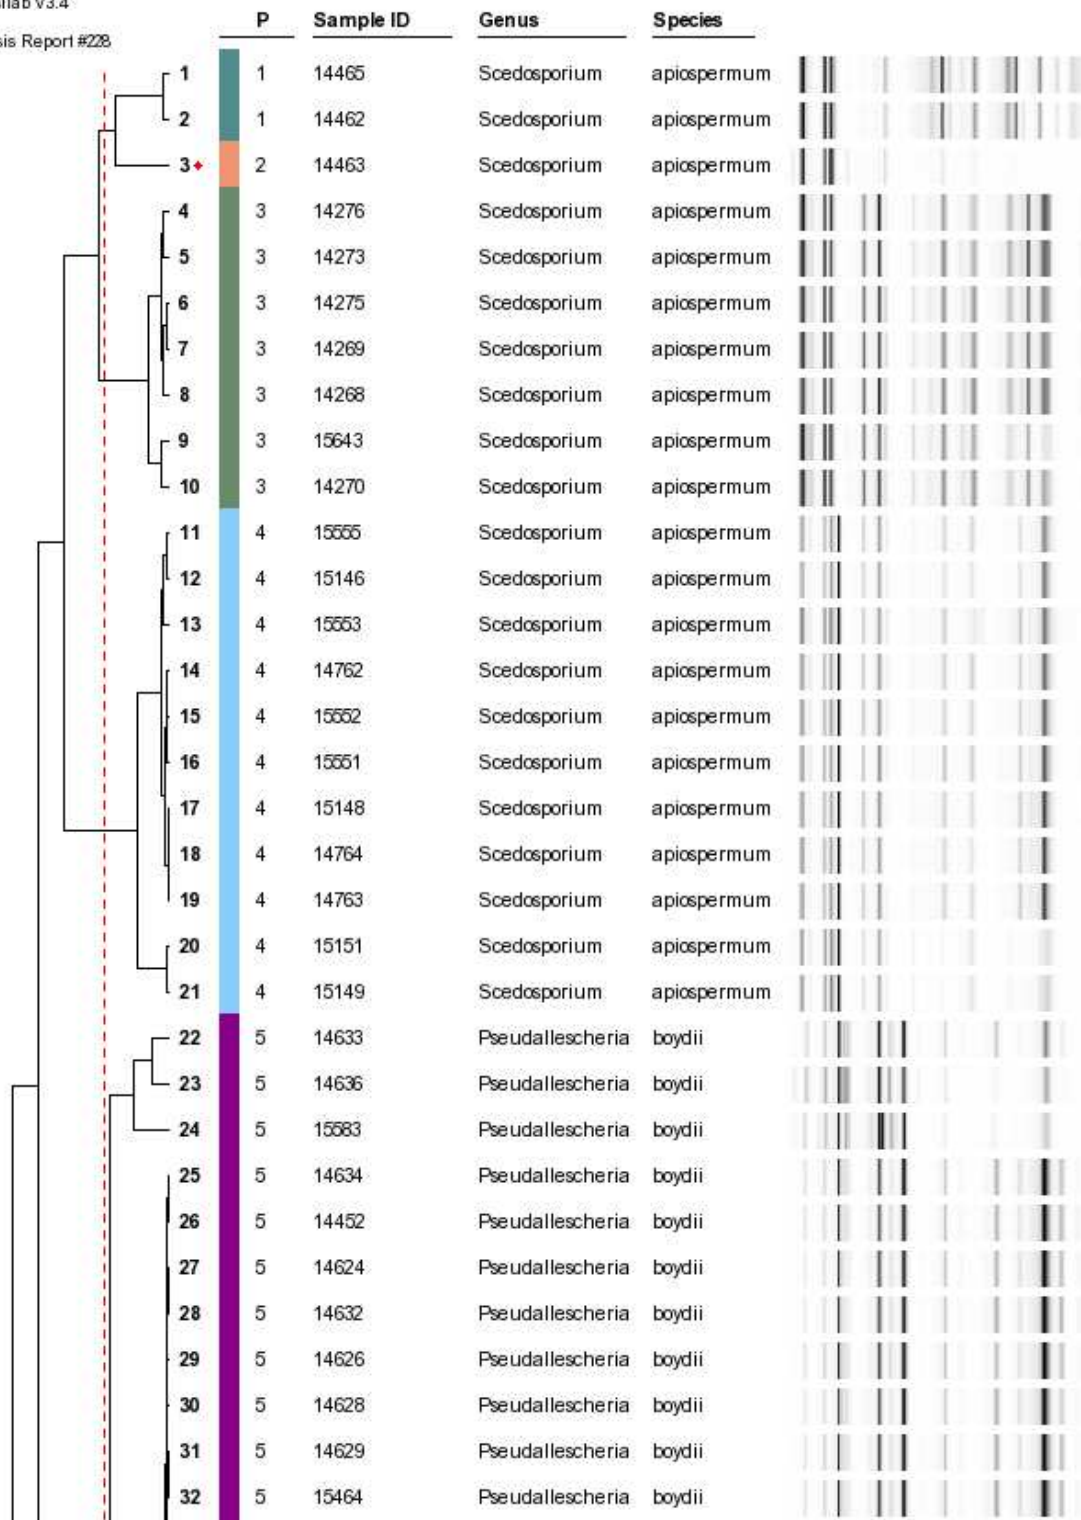 v3.4
Report #228
P Sample ID Genus Species
1 1 14465 Scedosporium apiospermum
2 1 14462 Scedosporium apiospermum
3 2 14463 Scedosporium apiospermum
4 3 14276 Scedosporium apiospermum
5 3 14273 Scedosporium apiospermum
6 3 14275 Scedosporium apiospermum
7 3 14269 Scedosporium apiospermum
8 3 14268 Scedosporium apiospermum
9 3 15643 Scedosporium apiospermum
10 3 14270 Scedosporium apiospermum
11 4 15555 Scedosporium apiospermum
12 4 15146 Scedosporium apiospermum
13 4 15553 Scedosporium apiospermum
14 4 14762 Scedosporium apiospermum
15 4 15552 Scedosporium apiospermum
16 4 15551 Scedosporium apiospermum
17 4 15148 Scedosporium apiospermum
18 4 14764 Scedosporium apiospermum
19 4 14763 Scedosporium apiospermum
20 4 15151 Scedosporium apiospermum
21 4 15149 Scedosporium apiospermum
22 5 14633 Pseudallescheria boydii
23 5 14636 Pseudallescheria boydii
24 5 15583 Pseudallescheria boydii
25 5 14634 Pseudallescheria boydii
26 5 14452 Pseudallescheria boydii
27 5 14624 Pseudallescheria boydii
28 5 14632 Pseudallescheria boydii
29 5 14626 Pseudallescheria boydii
30 5 14628 Pseudallescheria boydii
31 5 14629 Pseudallescheria boydii
32 5 15464 Pseudallescheria boydii